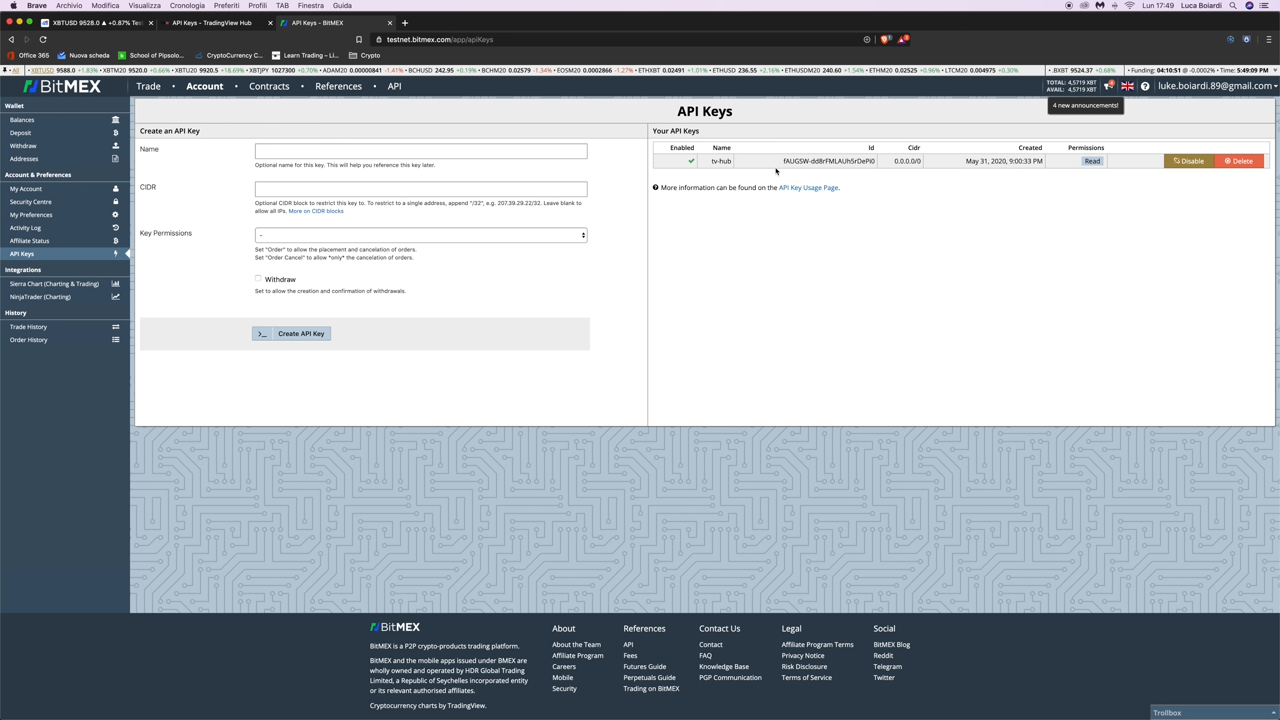 Brave Archivio Modifica Visualizza Cronologia Preferiti Profili TAB Finestra Guida Lun 17:49 Luca Boiardi
XBTUSD 9528.0 ▲ +0.87% Tes API Keys - TradingView Hub API Keys - BitMEX
testnet.bitmex.com/app/apiKeys
Office 365 Nuova scheda School of Pipsolo... CryptoCurrency C... Learn Trading – Li... Crypto
All • XBTUSD 9588.0 +1.83% • XBTM20 9520.0 +0.66% • XBTU20 9920.5 +18.69% • XBTJPY 1027300 +0.70% • ADAM20 0.00000841 -1.41% • BCHUSD 242.95 +0.19% • BCHM20 0.02579 -1.34% • EOSM20 0.0002866 -1.27% • ETHXBT 0.02491 +1.01% • ETHUSD 236.55 +2.16% • ETHUSDM20 240.60 +1.54% • ETHM20 0.02525 +0.96% • LTCM20 0.004975 +0.30% • .BXBT 9524.37 +0.68% • Funding: 04:10:51 @ -0.0002% • 5:49:09 PM
BitMEX Trade Account Contracts References API TOTAL: 4,5719 XBT
AVAIL: 4,5719 XBT 4 luke.boiardi.89@gmail.com
4 new announcements!
Wallet
Balances
Deposit
Withdraw
Addresses
Account & Preferences
My Account
Security Centre
My Preferences
Activity Log
Affiliate Status
API Keys
Integrations
Sierra Chart (Charting & Trading)
NinjaTrader (Charting)
History
Trade History
Order History
API Keys
Create an API Key
Name
Optional name for this key. This will help you reference this key later.
CIDR
Optional CIDR block to restrict this key to. To restrict to a single address, append "/32", e.g. 207.39.29.22/32. Leave blank to
allow all IPs. More on CIDR blocks
Key Permissions
-
Set "Order" to allow the placement and cancelation of orders.
Set "Order Cancel" to allow *only* the cancelation of orders.
Withdraw
Set to allow the creation and confirmation of withdrawals.
>_ Create API Key
Your API Keys
Enabled Name Id Cidr Created Permissions
tv-hub fAUGSW-dd8rFMLAUh5rDePI0 0.0.0.0/0 May 31, 2020, 9:00:33 PM Read Disable Delete
More information can be found on the API Key Usage Page.
BitMEX
BitMEX is a P2P crypto-products trading platform.
BitMEX and the mobile apps issued under BMEX are
wholly owned and operated by HDR Global Trading
Limited, a Republic of Seychelles incorporated entity
or its relevant authorised affiliates.
Cryptocurrency charts by TradingView.
About
About the Team
Affiliate Program
Careers
Mobile
Security
References
API
Fees
Futures Guide
Perpetuals Guide
Trading on BitMEX
Contact Us
Contact
FAQ
Knowledge Base
PGP Communication
Legal
Affiliate Program Terms
Privacy Notice
Risk Disclosure
Terms of Service
Social
BitMEX Blog
Reddit
Telegram
Twitter
Trollbox